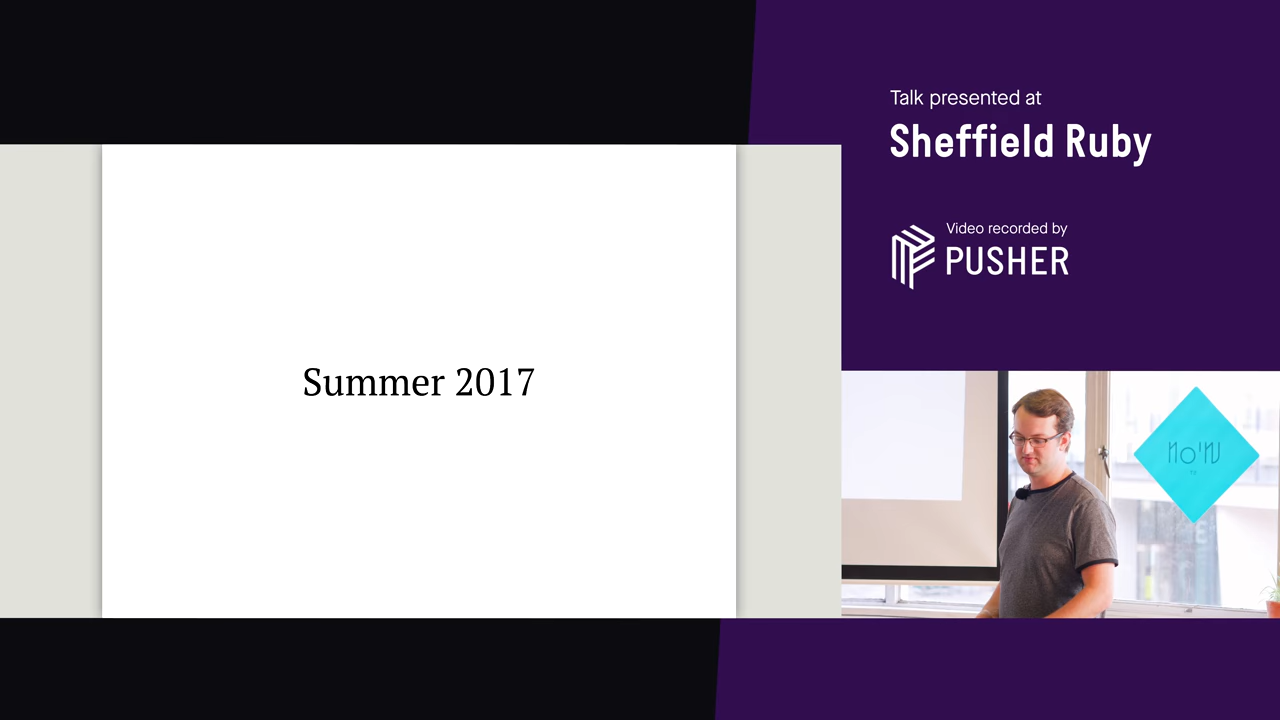 Talk presented at
Sheffield Ruby
Video recorded by
PUSHER
Summer 2017